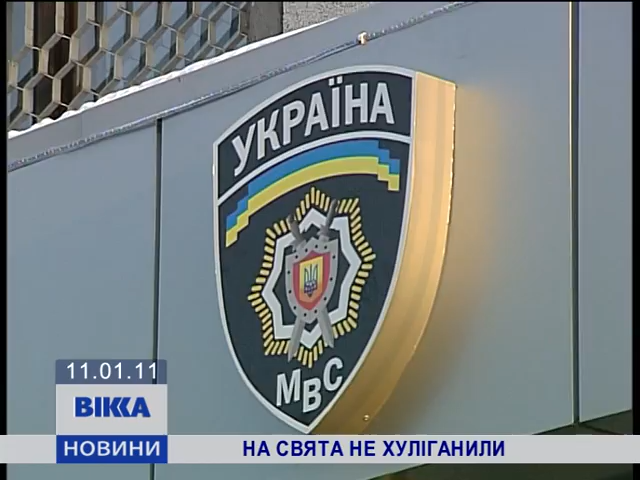 УКРАЇНА
МВС
11.01.11
ВІККА
НОВИНИ
НА СВЯТА НЕ ХУЛІГАНИЛИ